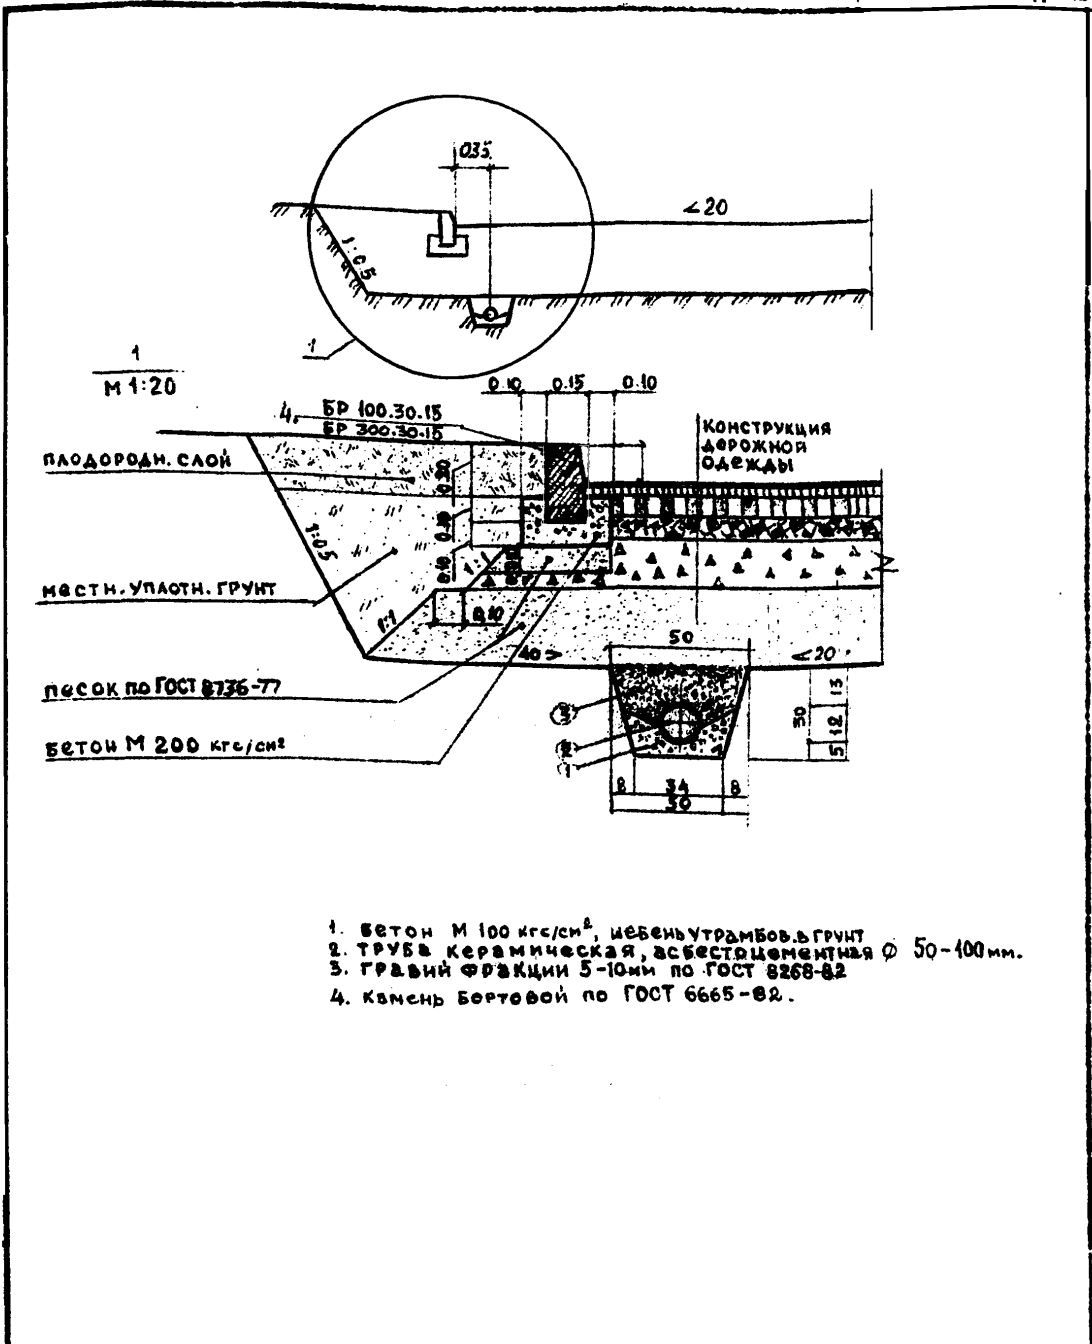 035
∠20
1:0.5
1
1
М 1:20
0.10 0.15 0.10
4. БР 100.30.15
БР 300.30.15
КОНСТРУКЦИЯ
ДОРОЖНОЙ
ОДЕЖДЫ
ПЛОДОРОДН. СЛОЙ
0.20
0.10
1:0.5
1:1
МЕСТН. УПЛОТН. ГРУНТ
1:1
0,10
50
40 >
∠20
ПЕСОК ПО ГОСТ 8736-77
13
30
12
5
БЕТОН М 200 кгс/см²
3
2
1
8 34 8
50
1. БЕТОН М 100 кгс/см², ЩЕБЕНЬ УТРАМБОВ. В ГРУНТ
2. ТРУБА КЕРАМИЧЕСКАЯ, АСБЕСТОЦЕМЕНТНАЯ Ф 50-100 мм.
3. ГРАВИЙ ФРАКЦИИ 5-10мм ПО ГОСТ 8268-82
4. КАМЕНЬ БОРТОВОЙ ПО ГОСТ 6665-82.